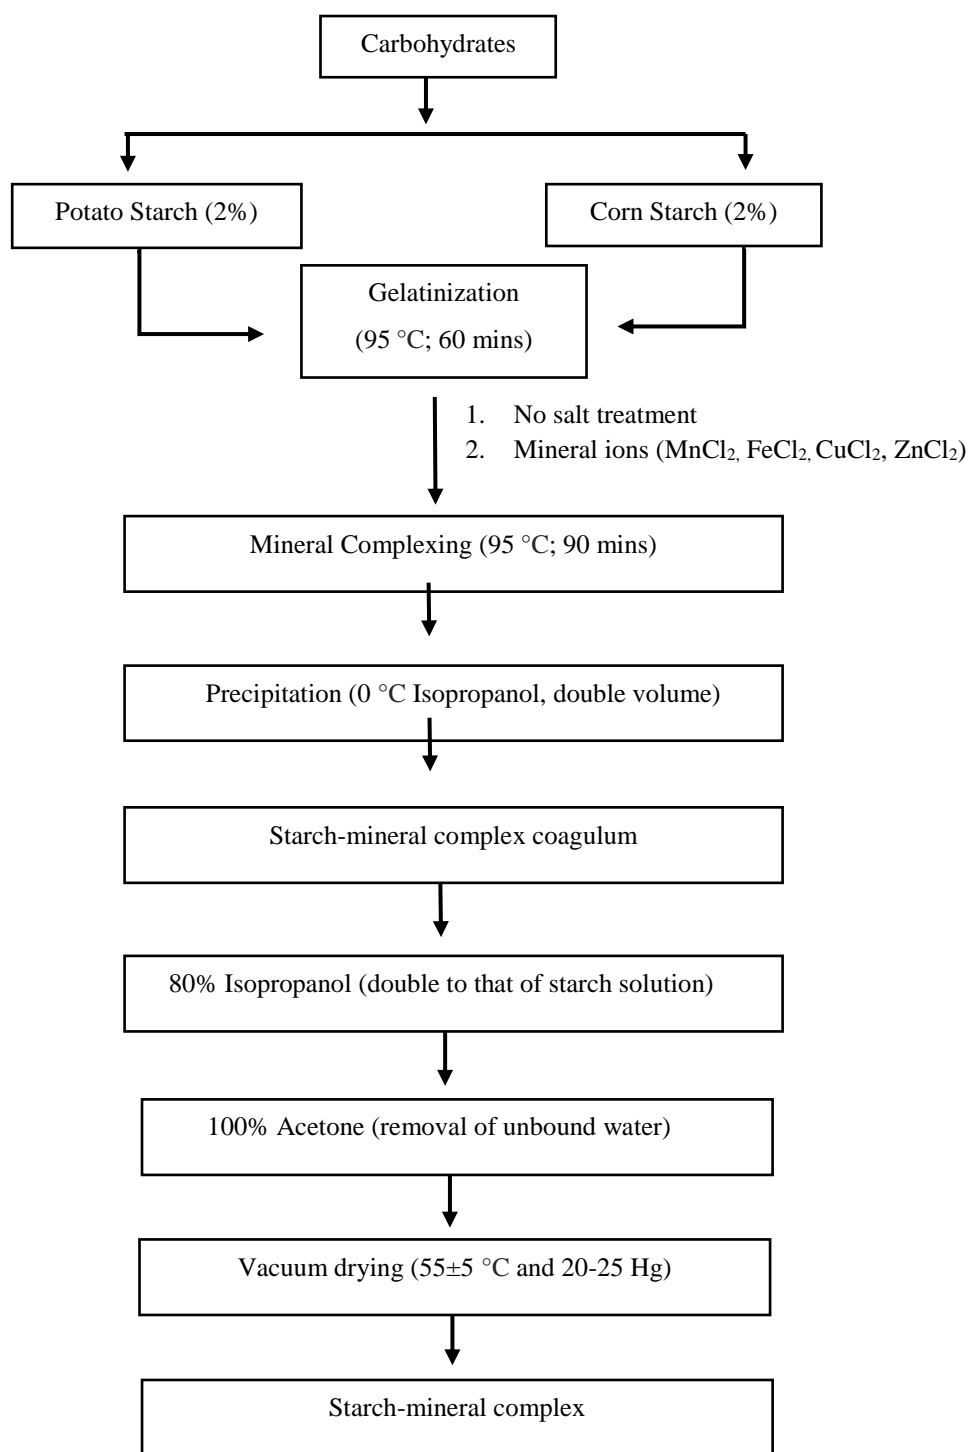 Carbohydrates
Potato Starch (2%)
Corn Starch (2%)
Gelatinization
(95 °C; 60 mins)
1. No salt treatment
2. Mineral ions (MnCl₂, FeCl₂, CuCl₂, ZnCl₂)
Mineral Complexing (95 °C; 90 mins)
Precipitation (0 °C Isopropanol, double volume)
Starch-mineral complex coagulum
80% Isopropanol (double to that of starch solution)
100% Acetone (removal of unbound water)
Vacuum drying (55±5 °C and 20-25 Hg)
Starch-mineral complex